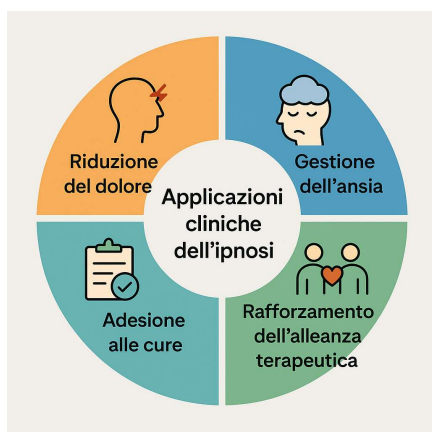 Riduzione
del dolore
Gestione
dell'ansia
Applicazioni
cliniche
dell'ipnosi
Adesione
alle cure
Rafforzamento
dell'alleanza
terapeutica